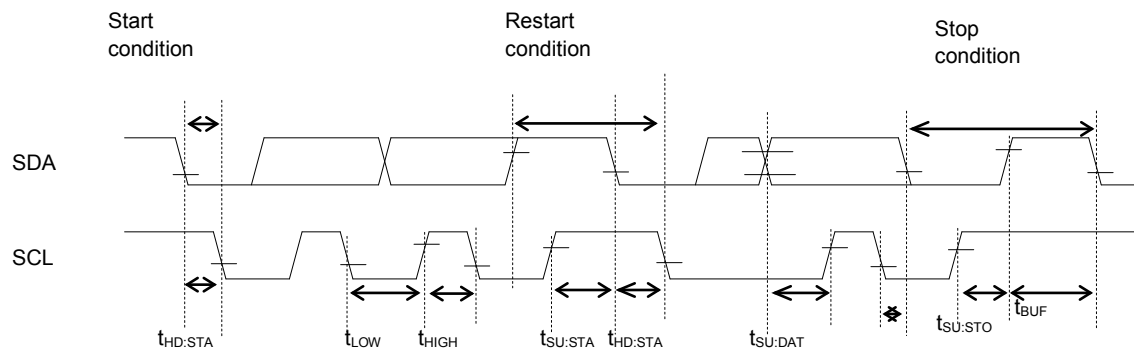 Start
condition
Restart
condition
Stop
condition
SDA
SCL
tHD:STA
tLOW
tHIGH
tSU:STA
tHD:STA
tSU:DAT
tSU:STO
tBUF